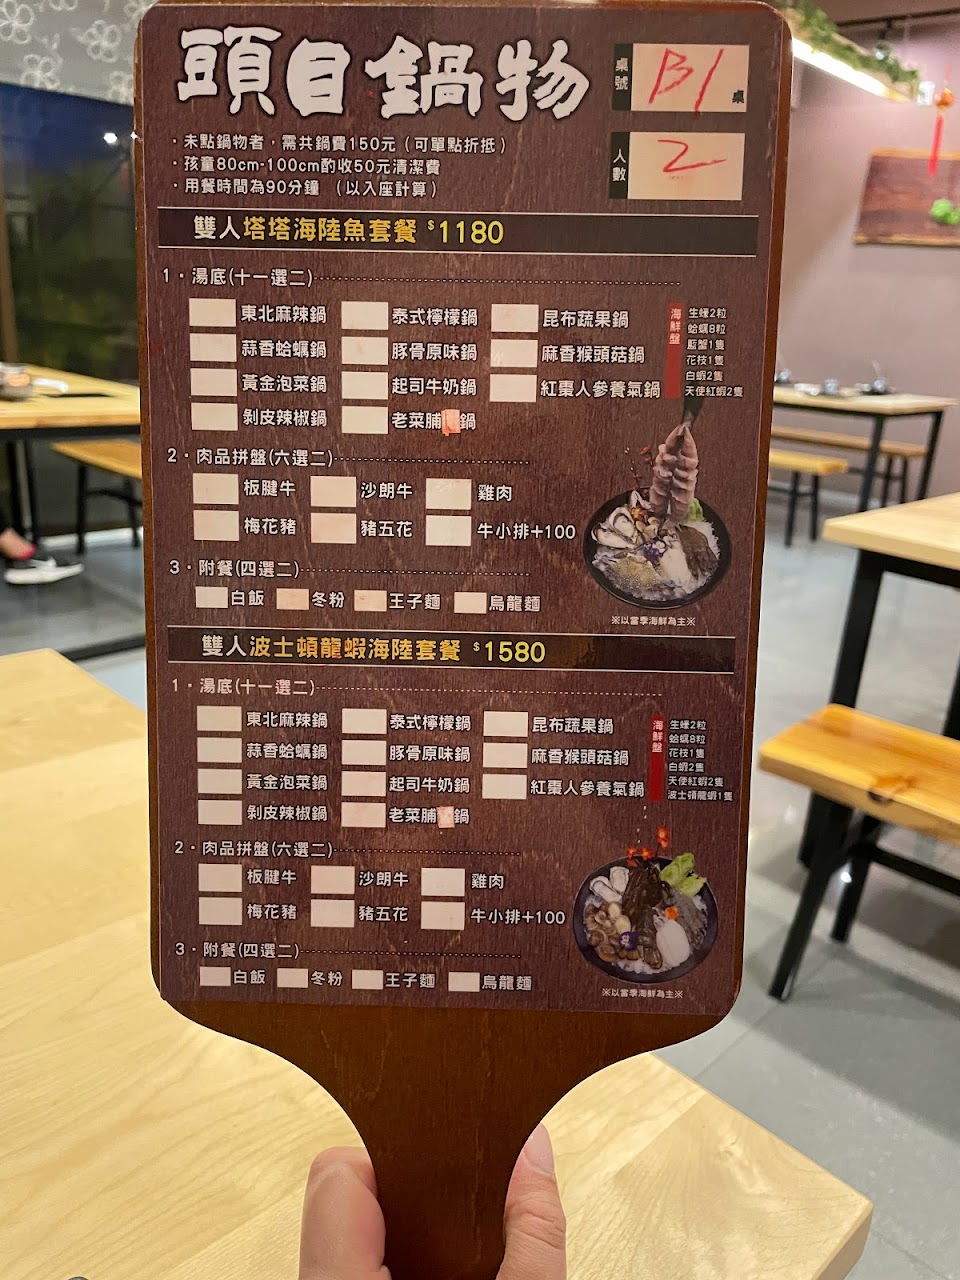 頭目鍋物
桌號 B1 桌
人數 2
・未點鍋物者，需共鍋費150元（可單點折抵）
・孩童80cm-100cm酌收50元清潔費
・用餐時間為90分鐘 （以入座計算）
雙人塔塔海陸魚套餐 $1180
1・湯底(十一選二)
東北麻辣鍋 泰式檸檬鍋 昆布蔬果鍋
蒜香蛤蠣鍋 豚骨原味鍋 麻香猴頭菇鍋
黃金泡菜鍋 起司牛奶鍋 紅棗人參養氣鍋
剝皮辣椒鍋 老菜脯 鍋
海鮮盤
生蠔2粒
蛤蠣8粒
藍蟹1隻
花枝1隻
白蝦2隻
天使紅蝦2隻
2・肉品拼盤(六選二)
板腱牛 沙朗牛 雞肉
梅花豬 豬五花 牛小排+100
3・附餐(四選二)
白飯 冬粉 王子麵 烏龍麵
※以當季海鮮為主※
雙人波士頓龍蝦海陸套餐 $1580
1・湯底(十一選二)
東北麻辣鍋 泰式檸檬鍋 昆布蔬果鍋
蒜香蛤蠣鍋 豚骨原味鍋 麻香猴頭菇鍋
黃金泡菜鍋 起司牛奶鍋 紅棗人參養氣鍋
剝皮辣椒鍋 老菜脯 鍋
海鮮盤
生蠔2粒
蛤蠣8粒
花枝1隻
白蝦2隻
天使紅蝦2隻
波士頓龍蝦1隻
2・肉品拼盤(六選二)
板腱牛 沙朗牛 雞肉
梅花豬 豬五花 牛小排+100
3・附餐(四選二)
白飯 冬粉 王子麵 烏龍麵
※以當季海鮮為主※